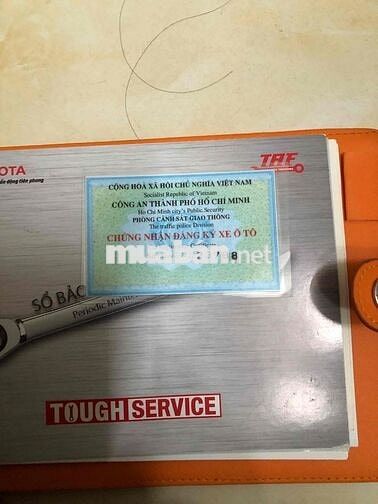 OTA
TAF
CỘNG HOÀ XÃ HỘI CHỦ NGHĨA VIỆT NAM
Socialist Republic of Vietnam
CÔNG AN THÀNH PHỐ HỒ CHÍ MINH
Ho Chi Minh city's Public Security
PHÒNG CẢNH SÁT GIAO THÔNG
The traffic police Division
CHỨNG NHẬN ĐĂNG KÝ XE Ô TÔ
muaban.net
SỔ BẢO
Periodic Main
TOUGH SERVICE